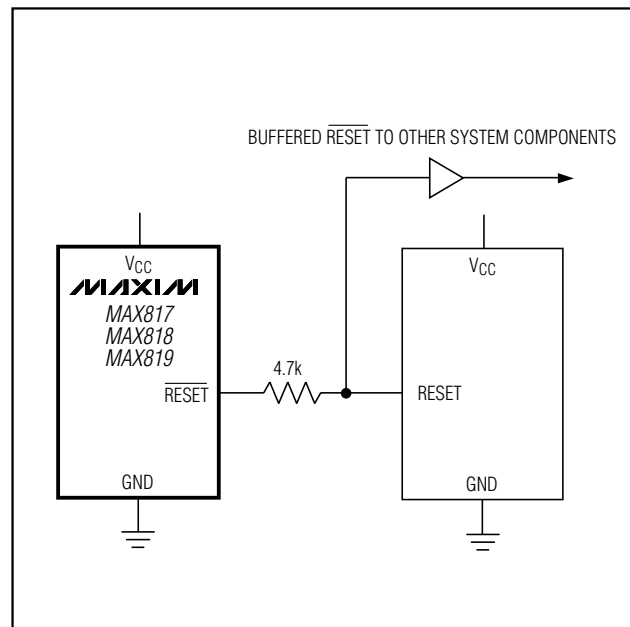 BUFFERED RESET TO OTHER SYSTEM COMPONENTS
VCC
MAXIM
MAX817
MAX818
MAX819
RESET
GND
4.7k
VCC
RESET
GND